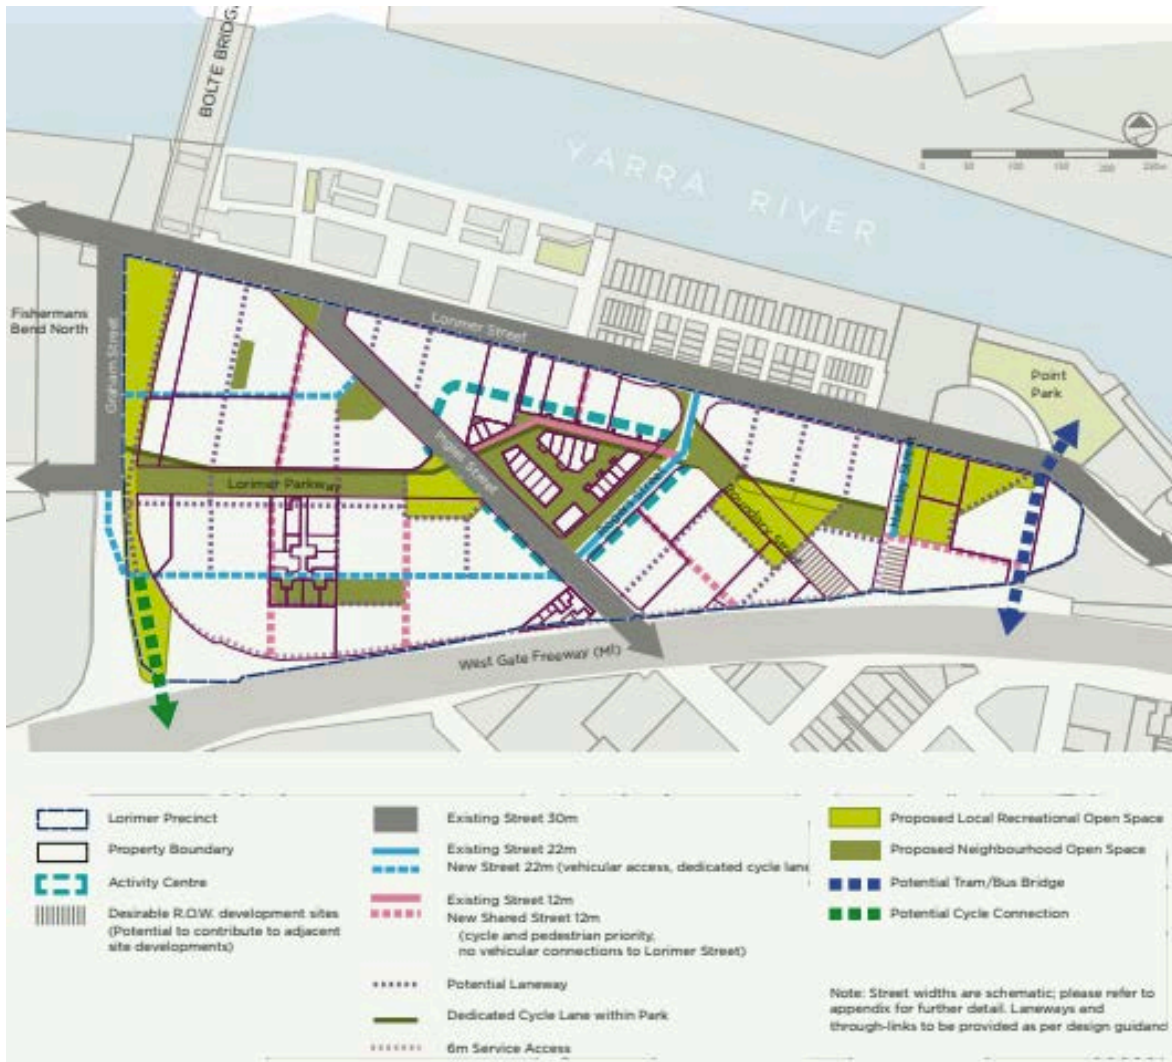 BOLTE BRIDGE
YARRA RIVER
0 50 100 150 200 250m
Fishermans
Bend North
Graham Street
Lorimer Street
Point
Park
Lorimer Parkway
West Gate Freeway (M1)
Lorimer Precinct
Property Boundary
Activity Centre
Desirable R.O.W. development sites
(Potential to contribute to adjacent
site developments)
Existing Street 30m
Existing Street 22m
New Street 22m (vehicular access, dedicated cycle lane
Existing Street 12m
New Shared Street 12m
(cycle and pedestrian priority,
no vehicular connections to Lorimer Street)
Potential Laneway
Dedicated Cycle Lane within Park
6m Service Access
Proposed Local Recreational Open Space
Proposed Neighbourhood Open Space
Potential Tram/Bus Bridge
Potential Cycle Connection
Note: Street widths are schematic; please refer to
appendix for further detail. Laneways and
through-links to be provided as per design guidanc